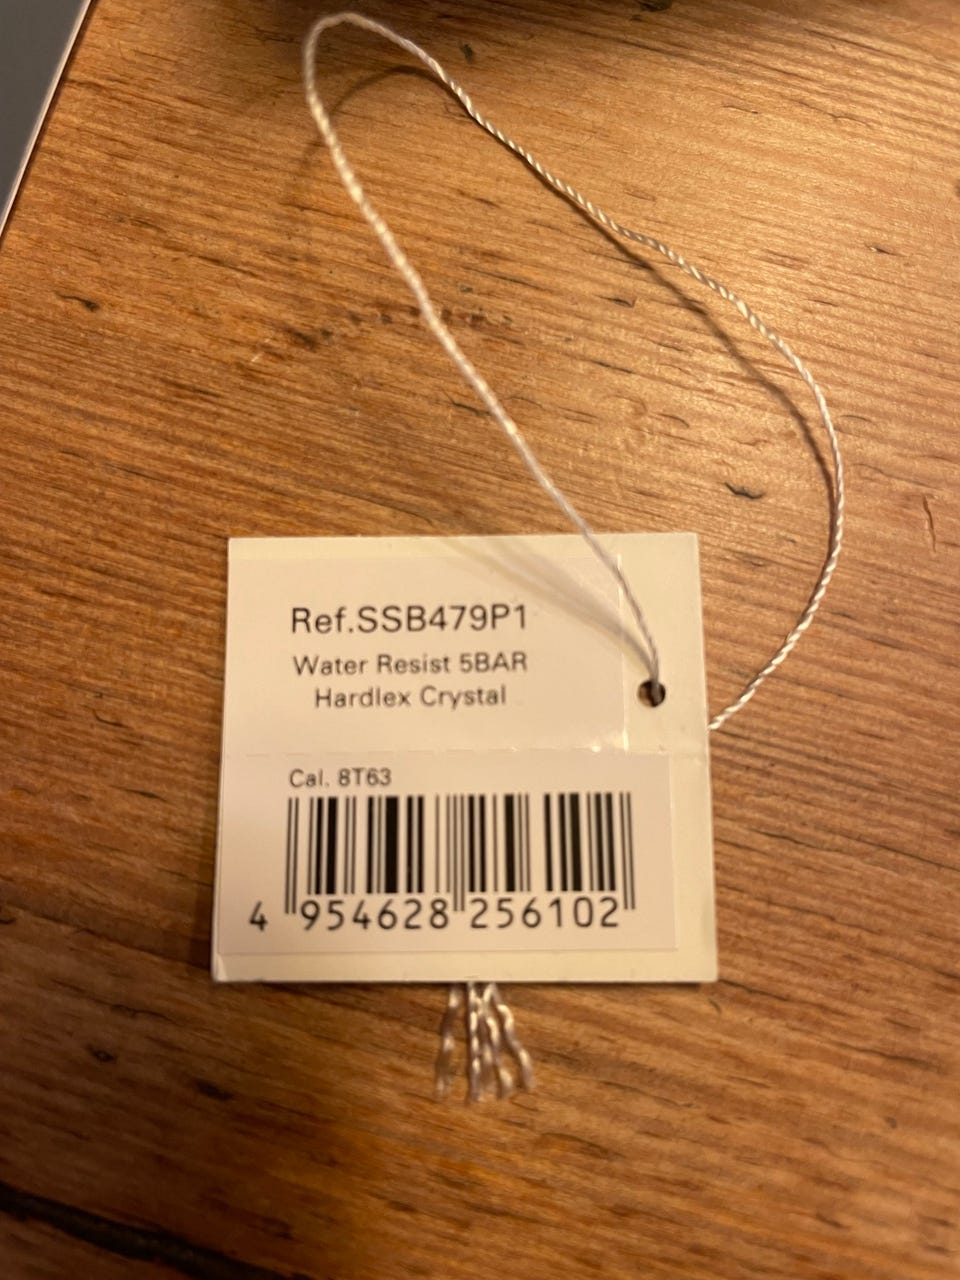 Ref.SSB479P1
Water Resist 5BAR
Hardlex Crystal
Cal. 8T63
4 954628 256102